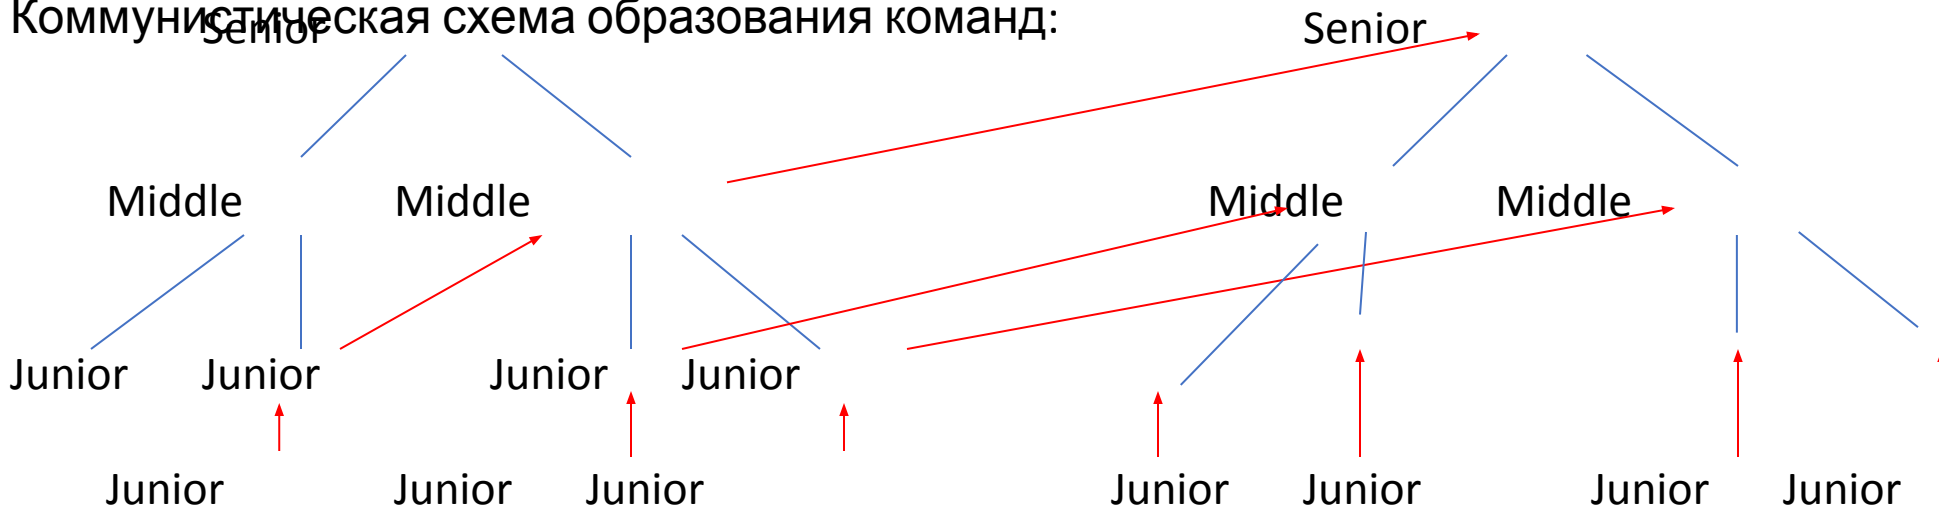 Коммунистическая схема образования команд:
Senior Senior
Middle Middle Middle Middle
Junior Junior Junior Junior
Junior Junior Junior Junior Junior Junior Junior